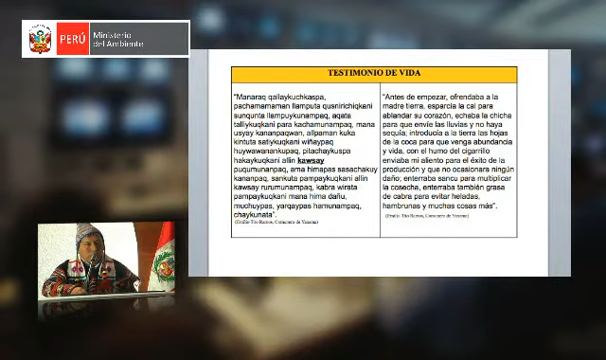 PERÚ
Ministerio
del Ambiente
TESTIMONIO DE VIDA
"Manaraq qallaykuchkaspa,
pachamamaman llamputa qusnirichiqkani
sunqunta llampuykunampaq, aqata
talliykuqkani para kachamunampaq, mana
usyay kananpaqwan, allpaman kuka
kintuta satiykuqkani wiñaypaq
huywawanankupaq, pitachaykuspa
hakaykuqkani allin kawsay
puqumunampaq, ama himapas sasachakuy
kananpaq, sankuta pampaykuqkani allin
kawsay rurumunampaq, kabra wirata
pampaykuqkani mana hima dañu,
muchuypas, yarqaypas hamunampaq,
chaykunata".
"Antes de empezar, ofrendaba a la
madre tierra, esparcía la cal para
ablandar su corazón, echaba la chicha
para que envíe las lluvias y no haya
sequía; introducía a la tierra las hojas
de la coca para que venga abundancia
y vida, con el humo del cigarrillo
enviaba mi aliento para el éxito de la
producción y que no ocasionara ningún
daño; enterraba sancu para multiplicar
la cosecha, enterraba también grasa
de cabra para evitar heladas,
hambrunas y muchas cosas más".